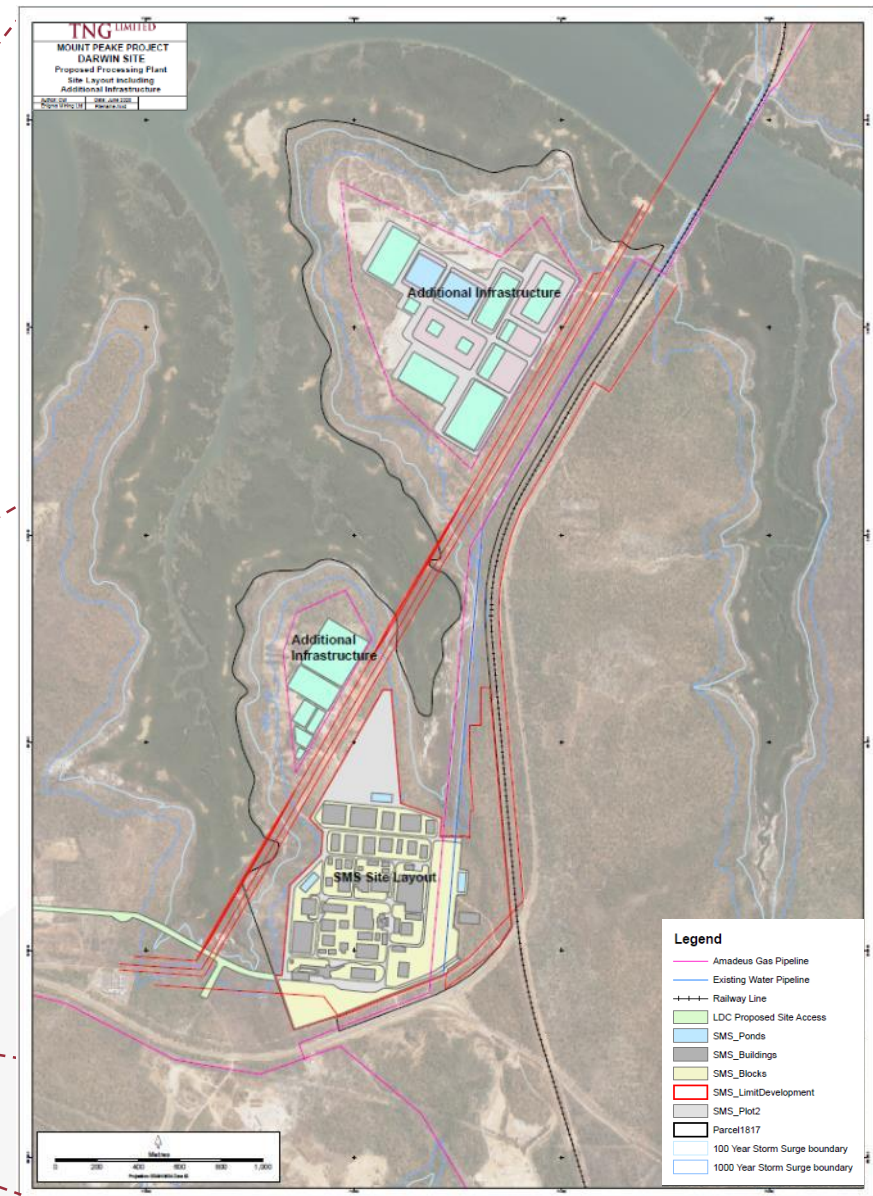 TNG LIMITED
MOUNT PEAKE PROJECT
DARWIN SITE
Proposed Processing Plant
Site Layout including
Additional Infrastructure
Additional Infrastructure
Additional
Infrastructure
SMS Site Layout
Legend
Amadeus Gas Pipeline
Existing Water Pipeline
Railway Line
LDC Proposed Site Access
SMS_Ponds
SMS_Buildings
SMS_Blocks
SMS_LimitDevelopment
SMS_Plot2
Parcel1817
100 Year Storm Surge boundary
1000 Year Storm Surge boundary
Metres
0 200 400 600 800 1,000